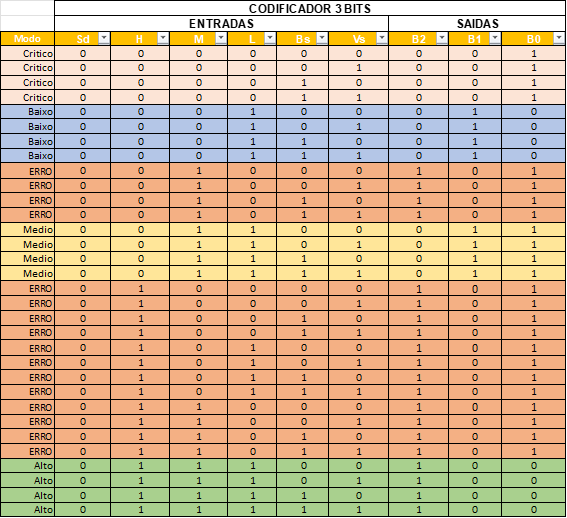 CODIFICADOR 3 BITS
ENTRADAS SAIDAS
Modo Sd H M L Bs Vs B2 B1 B0
Critico 0 0 0 0 0 0 0 0 1
Critico 0 0 0 0 0 1 0 0 1
Critico 0 0 0 0 1 0 0 0 1
Critico 0 0 0 0 1 1 0 0 1
Baixo 0 0 0 1 0 0 0 1 0
Baixo 0 0 0 1 0 1 0 1 0
Baixo 0 0 0 1 1 0 0 1 0
Baixo 0 0 0 1 1 1 0 1 0
ERRO 0 0 1 0 0 0 1 0 1
ERRO 0 0 1 0 0 1 1 0 1
ERRO 0 0 1 0 1 0 1 0 1
ERRO 0 0 1 0 1 1 1 0 1
Medio 0 0 1 1 0 0 0 1 1
Medio 0 0 1 1 0 1 0 1 1
Medio 0 0 1 1 1 0 0 1 1
Medio 0 0 1 1 1 1 0 1 1
ERRO 0 1 0 0 0 0 1 0 1
ERRO 0 1 0 0 0 1 1 0 1
ERRO 0 1 0 0 1 0 1 0 1
ERRO 0 1 0 0 1 1 1 0 1
ERRO 0 1 0 1 0 0 1 0 1
ERRO 0 1 0 1 0 1 1 0 1
ERRO 0 1 0 1 1 0 1 0 1
ERRO 0 1 0 1 1 1 1 0 1
ERRO 0 1 1 0 0 0 1 0 1
ERRO 0 1 1 0 0 1 1 0 1
ERRO 0 1 1 0 1 0 1 0 1
ERRO 0 1 1 0 1 1 1 0 1
Alto 0 1 1 1 0 0 1 0 0
Alto 0 1 1 1 0 1 1 0 0
Alto 0 1 1 1 1 0 1 0 0
Alto 0 1 1 1 1 1 1 0 0